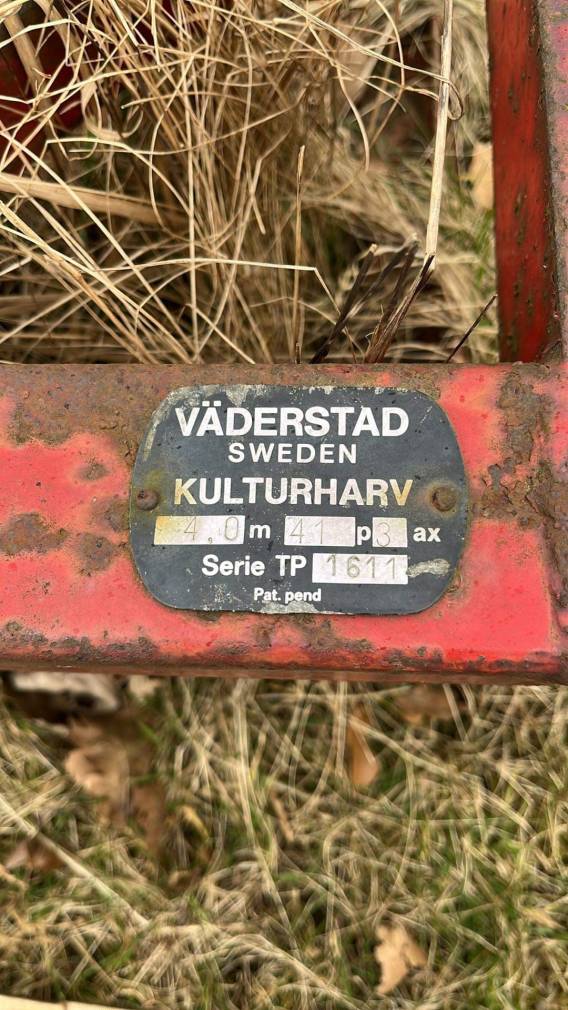 VÄDERSTAD
SWEDEN
KULTURHARV
4,0 m 41 p 3 ax
Serie TP 1611
Pat. pend